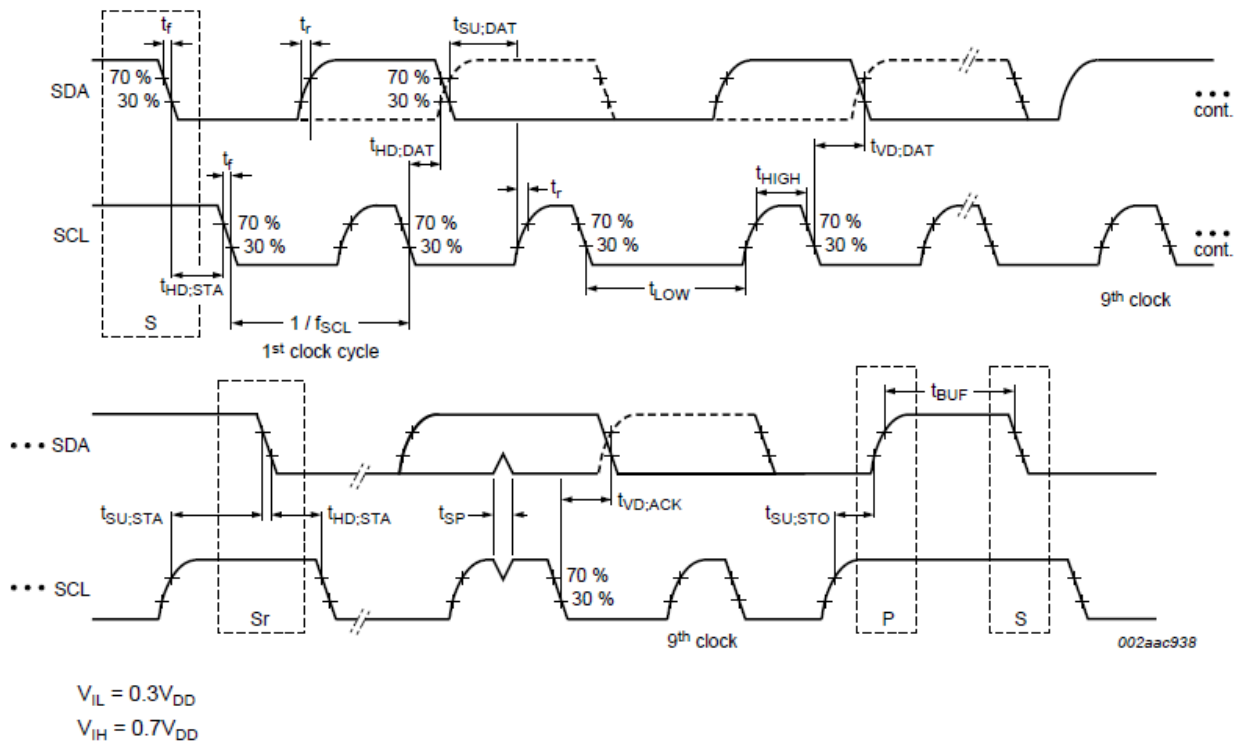 tf
tr
tSU;DAT
SDA
70 %
30 %
70 %
30 %
cont.
tf
tHD;DAT
tr
tHIGH
tVD;DAT
SCL
70 %
30 %
70 %
30 %
70 %
30 %
70 %
30 %
cont.
tHD;STA
tLOW
9th clock
S
1 / fSCL
1st clock cycle
tBUF
••• SDA
tSU;STA
tHD;STA
tSP
tVD;ACK
tSU;STO
••• SCL
70 %
30 %
Sr
9th clock
P
S
002aac938
VIL = 0.3VDD
VIH = 0.7VDD